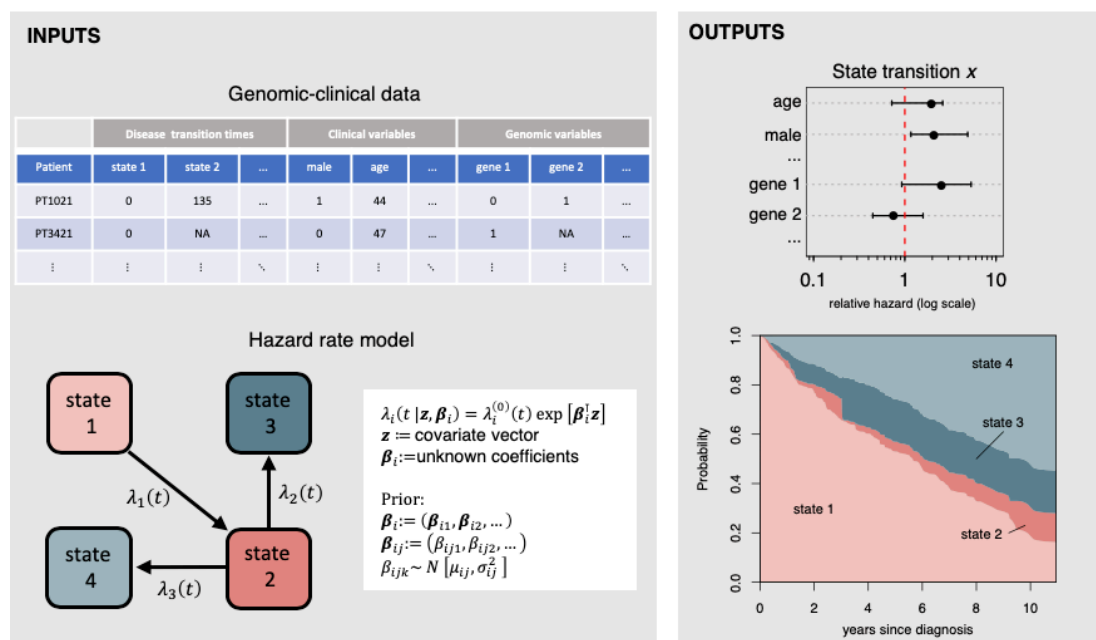 INPUTS
Genomic-clinical data
Disease transition times Clinical variables Genomic variables
Patient state 1 state 2 ... male age ... gene 1 gene 2 ...
PT1021 0 135 ... 1 44 ... 0 1 ...
PT3421 0 NA ... 0 47 ... 1 NA ...
⋮ ⋮ ⋮ ⋱ ⋮ ⋮ ⋱ ⋮ ⋮ ⋱
Hazard rate model
state
1
state
3
λ₁(t)
λ₂(t)
state
4
state
2
λ₃(t)
λᵢ(t |z, βᵢ) = λᵢ⁽⁰⁾(t) exp [βᵢᵀz]
z ≔ covariate vector
βᵢ:=unknown coefficients
Prior:
βᵢ:= (βᵢ₁, βᵢ₂, … )
βᵢⱼ:= (βᵢⱼ₁, βᵢⱼ₂, … )
βᵢⱼₖ~ N [μᵢⱼ, σ²ᵢⱼ]
OUTPUTS
State transition x
age
male
...
gene 1
gene 2
...
0.1 1 10
relative hazard (log scale)
Probability
1.0
0.8
0.6
0.4
0.2
0.0
state 4
state 3
state 1
state 2
0 2 4 6 8 10
years since diagnosis